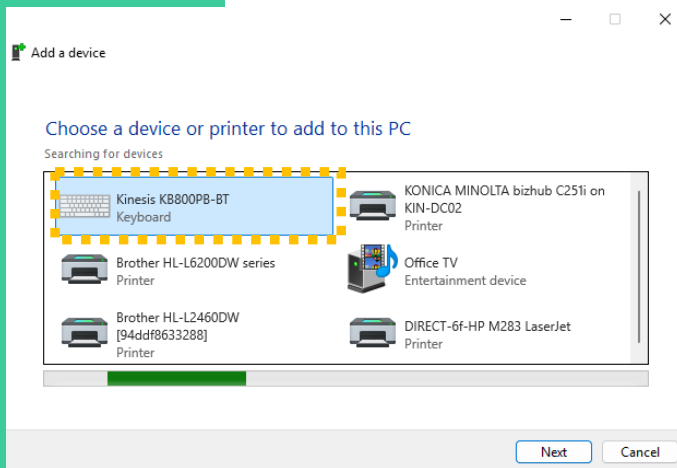 Add a device
Choose a device or printer to add to this PC
Searching for devices
Kinesis KB800PB-BT
Keyboard
KONICA MINOLTA bizhub C251i on
KIN-DC02
Printer
Brother HL-L6200DW series
Printer
Office TV
Entertainment device
Brother HL-L2460DW
[94ddf8633288]
Printer
DIRECT-6f-HP M283 LaserJet
Printer
Next
Cancel